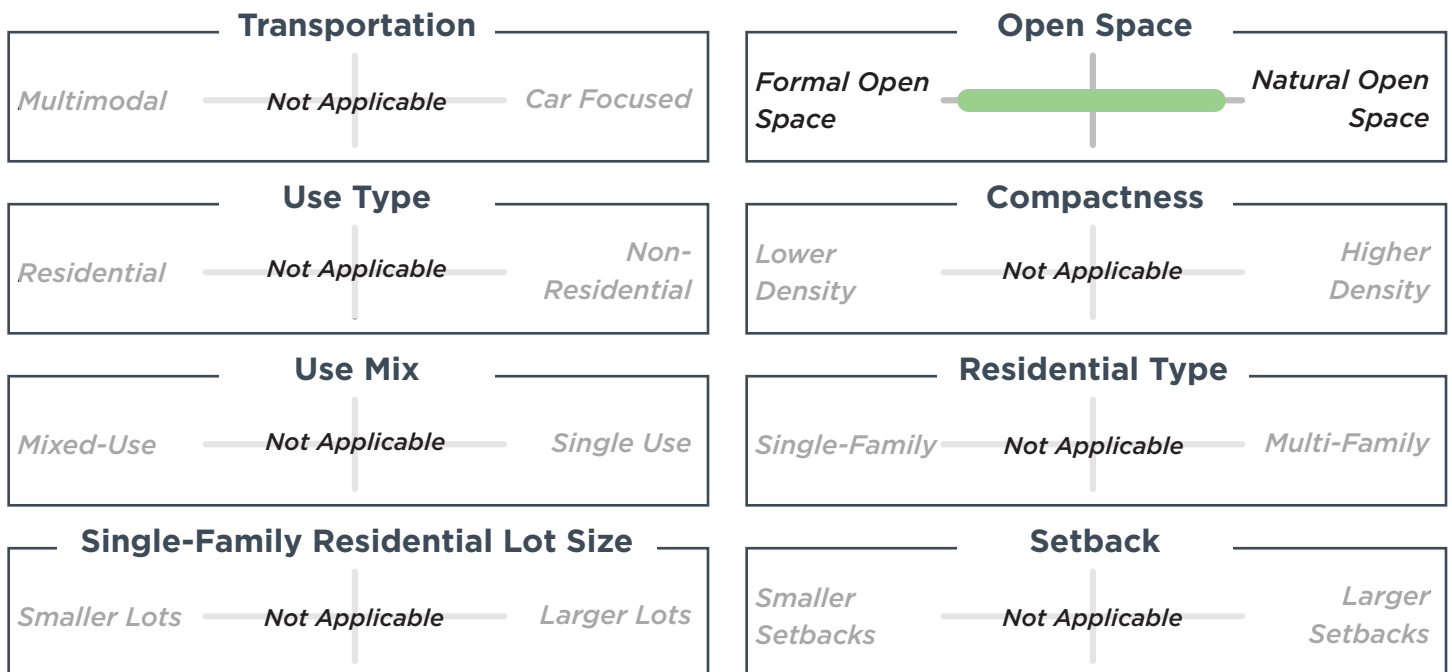 Transportation
Multimodal
Not Applicable
Car Focused
Open Space
Formal Open
Space
Natural Open
Space
Use Type
Residential
Not Applicable
Non-
Residential
Compactness
Lower
Density
Not Applicable
Higher
Density
Use Mix
Mixed-Use
Not Applicable
Single Use
Residential Type
Single-Family
Not Applicable
Multi-Family
Single-Family Residential Lot Size
Smaller Lots
Not Applicable
Larger Lots
Setback
Smaller
Setbacks
Not Applicable
Larger
Setbacks